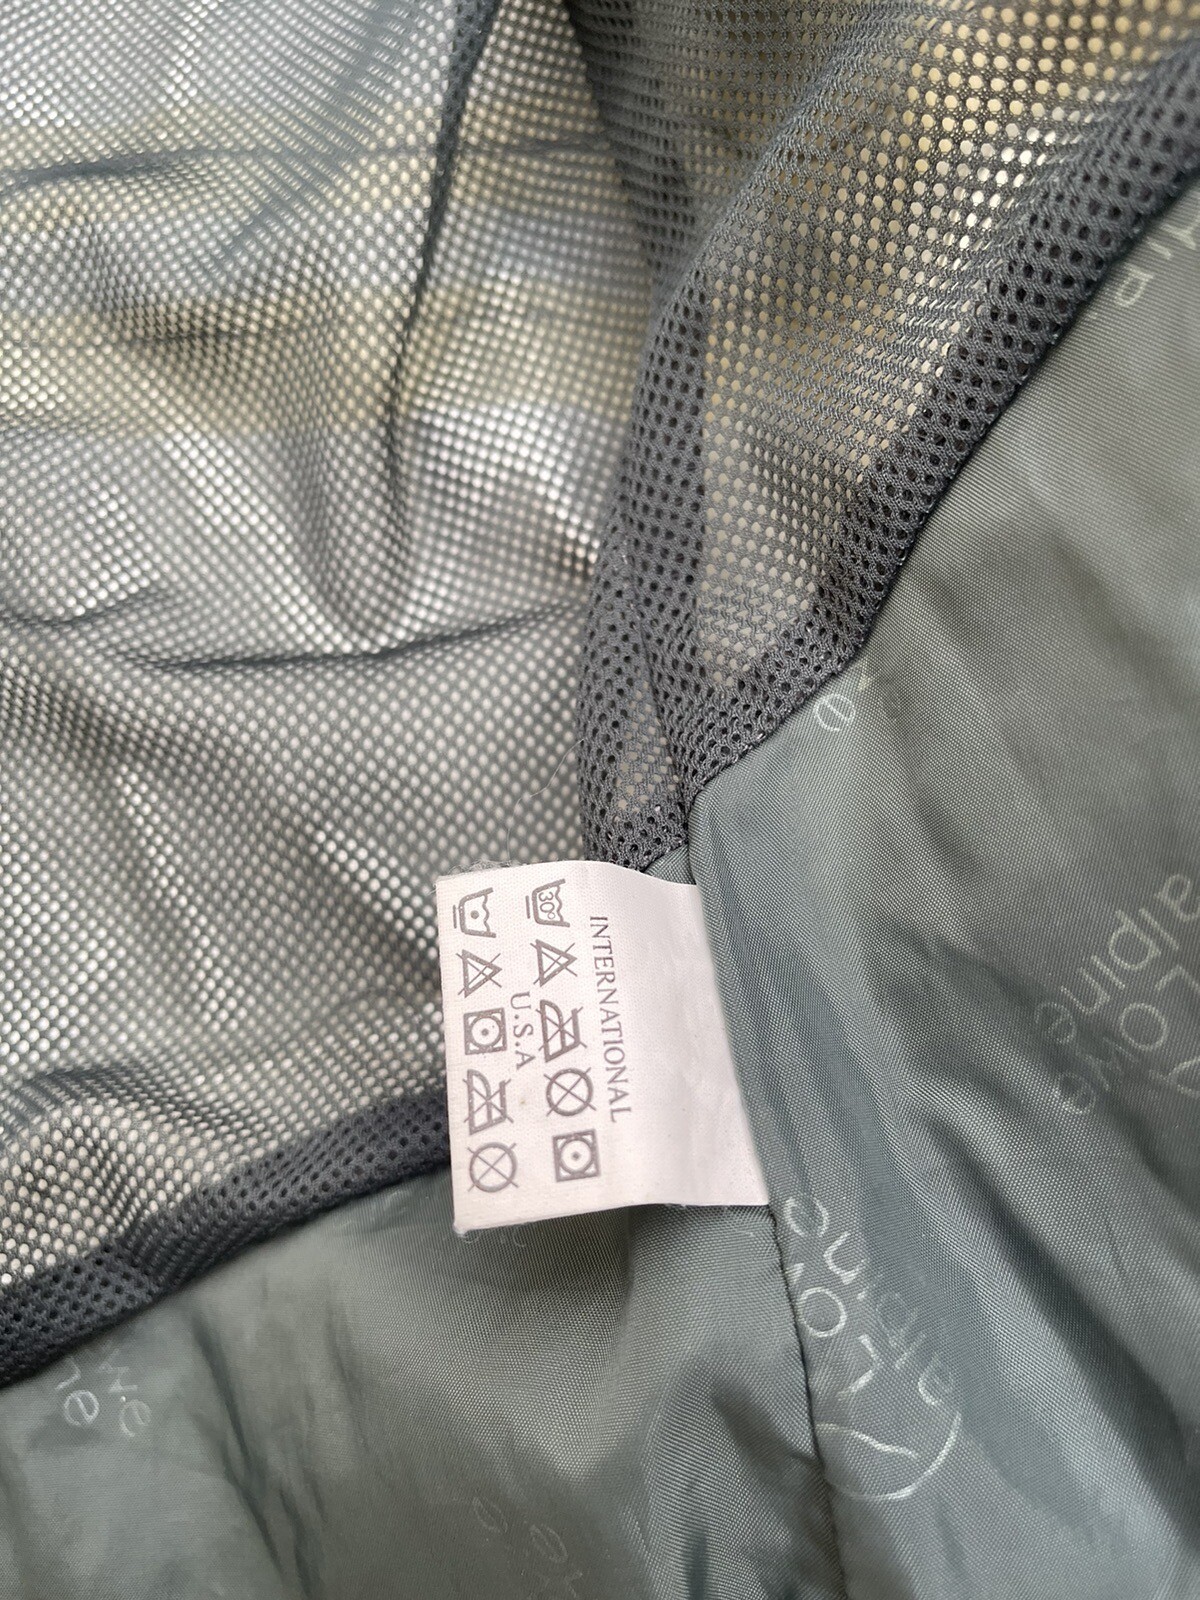 INTERNATIONAL
30°
U.S.A
Lowe
alpine
Lowe
alpine